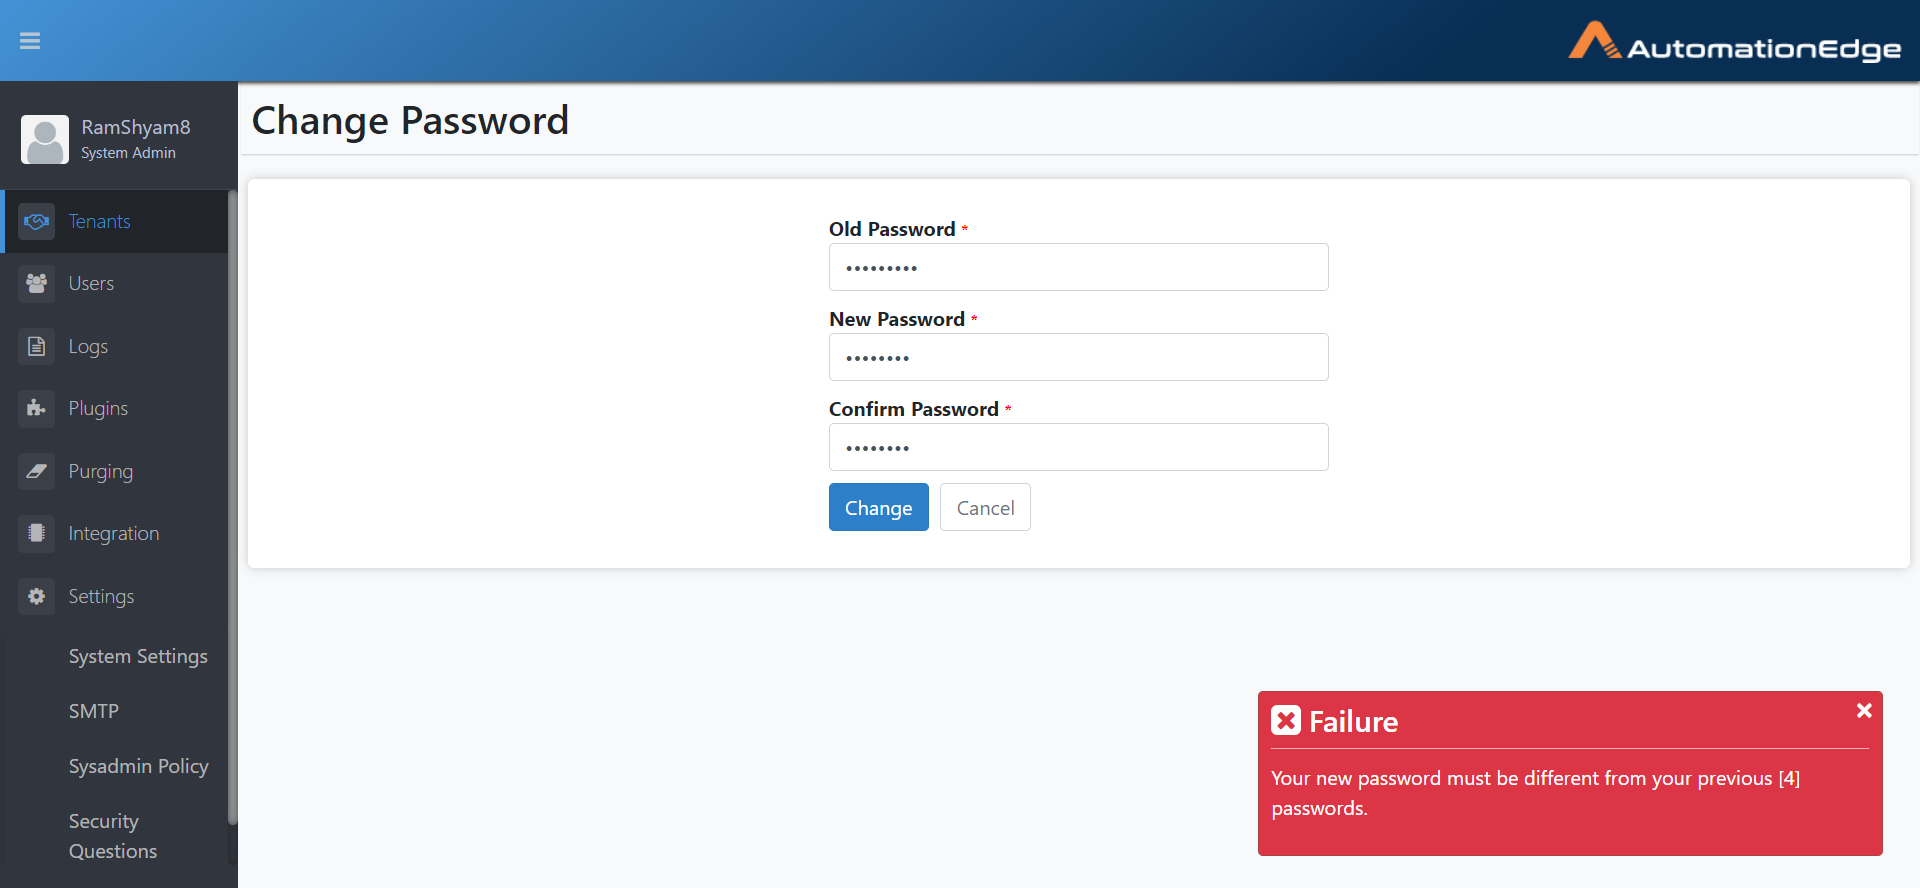 AutomationEdge
RamShyam8
System Admin
Tenants
Users
Logs
Plugins
Purging
Integration
Settings
System Settings
SMTP
Sysadmin Policy
Security
Questions
Change Password
Old Password *
•••••••••
New Password *
••••••••
Confirm Password *
••••••••
Change Cancel
Failure
Your new password must be different from your previous [4]
passwords.